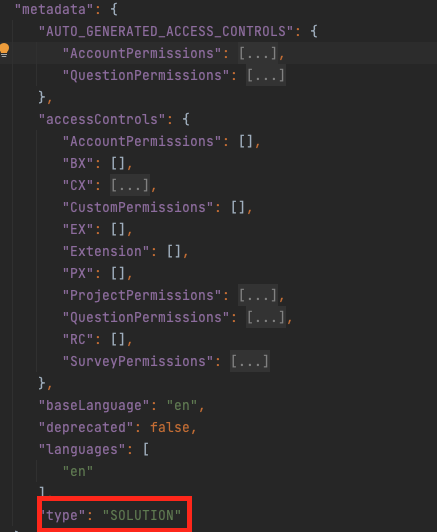 "metadata": {
"AUTO_GENERATED_ACCESS_CONTROLS": {
"AccountPermissions": [...],
"QuestionPermissions": [...]
},
"accessControls": {
"AccountPermissions": [],
"BX": [],
"CX": [...],
"CustomPermissions": [],
"EX": [],
"Extension": [],
"PX": [],
"ProjectPermissions": [...],
"QuestionPermissions": [...],
"RC": [],
"SurveyPermissions": [...]
},
"baseLanguage": "en",
"deprecated": false,
"languages": [
"en"
]
"type": "SOLUTION"